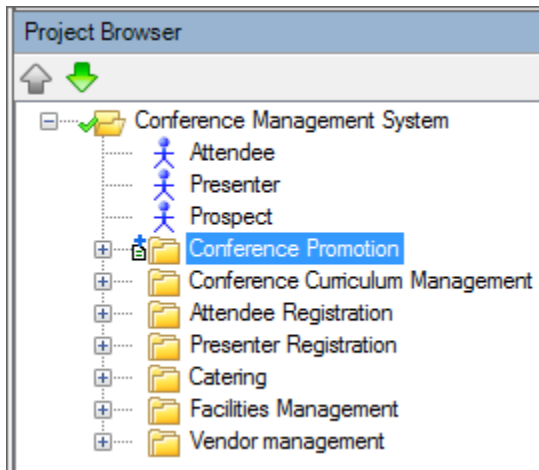 Project Browser
Conference Management System
Attendee
Presenter
Prospect
Conference Promotion
Conference Curriculum Management
Attendee Registration
Presenter Registration
Catering
Facilities Management
Vendor management